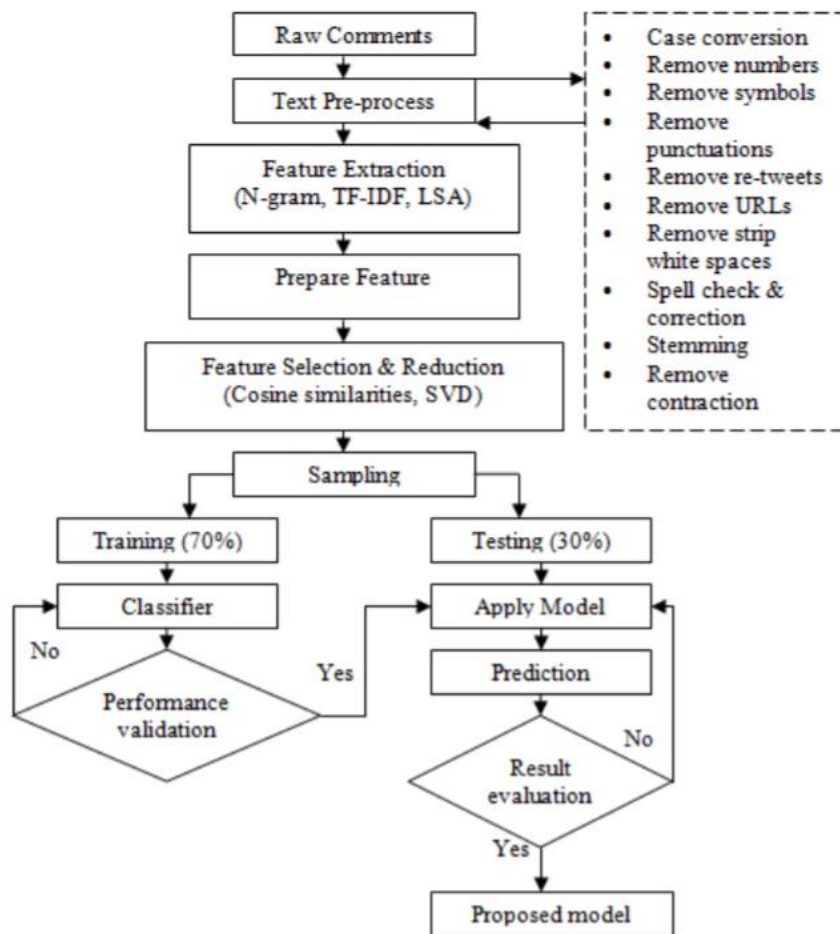 Raw Comments
Text Pre-process
• Case conversion
• Remove numbers
• Remove symbols
• Remove
punctuations
• Remove re-tweets
• Remove URLs
• Remove strip
white spaces
• Spell check &
correction
• Stemming
• Remove
contraction
Feature Extraction
(N-gram, TF-IDF, LSA)
Prepare Feature
Feature Selection & Reduction
(Cosine similarities, SVD)
Sampling
Training (70%)
Testing (30%)
Classifier
Apply Model
No
Yes
Performance
validation
Prediction
No
Result
evaluation
Yes
Proposed model